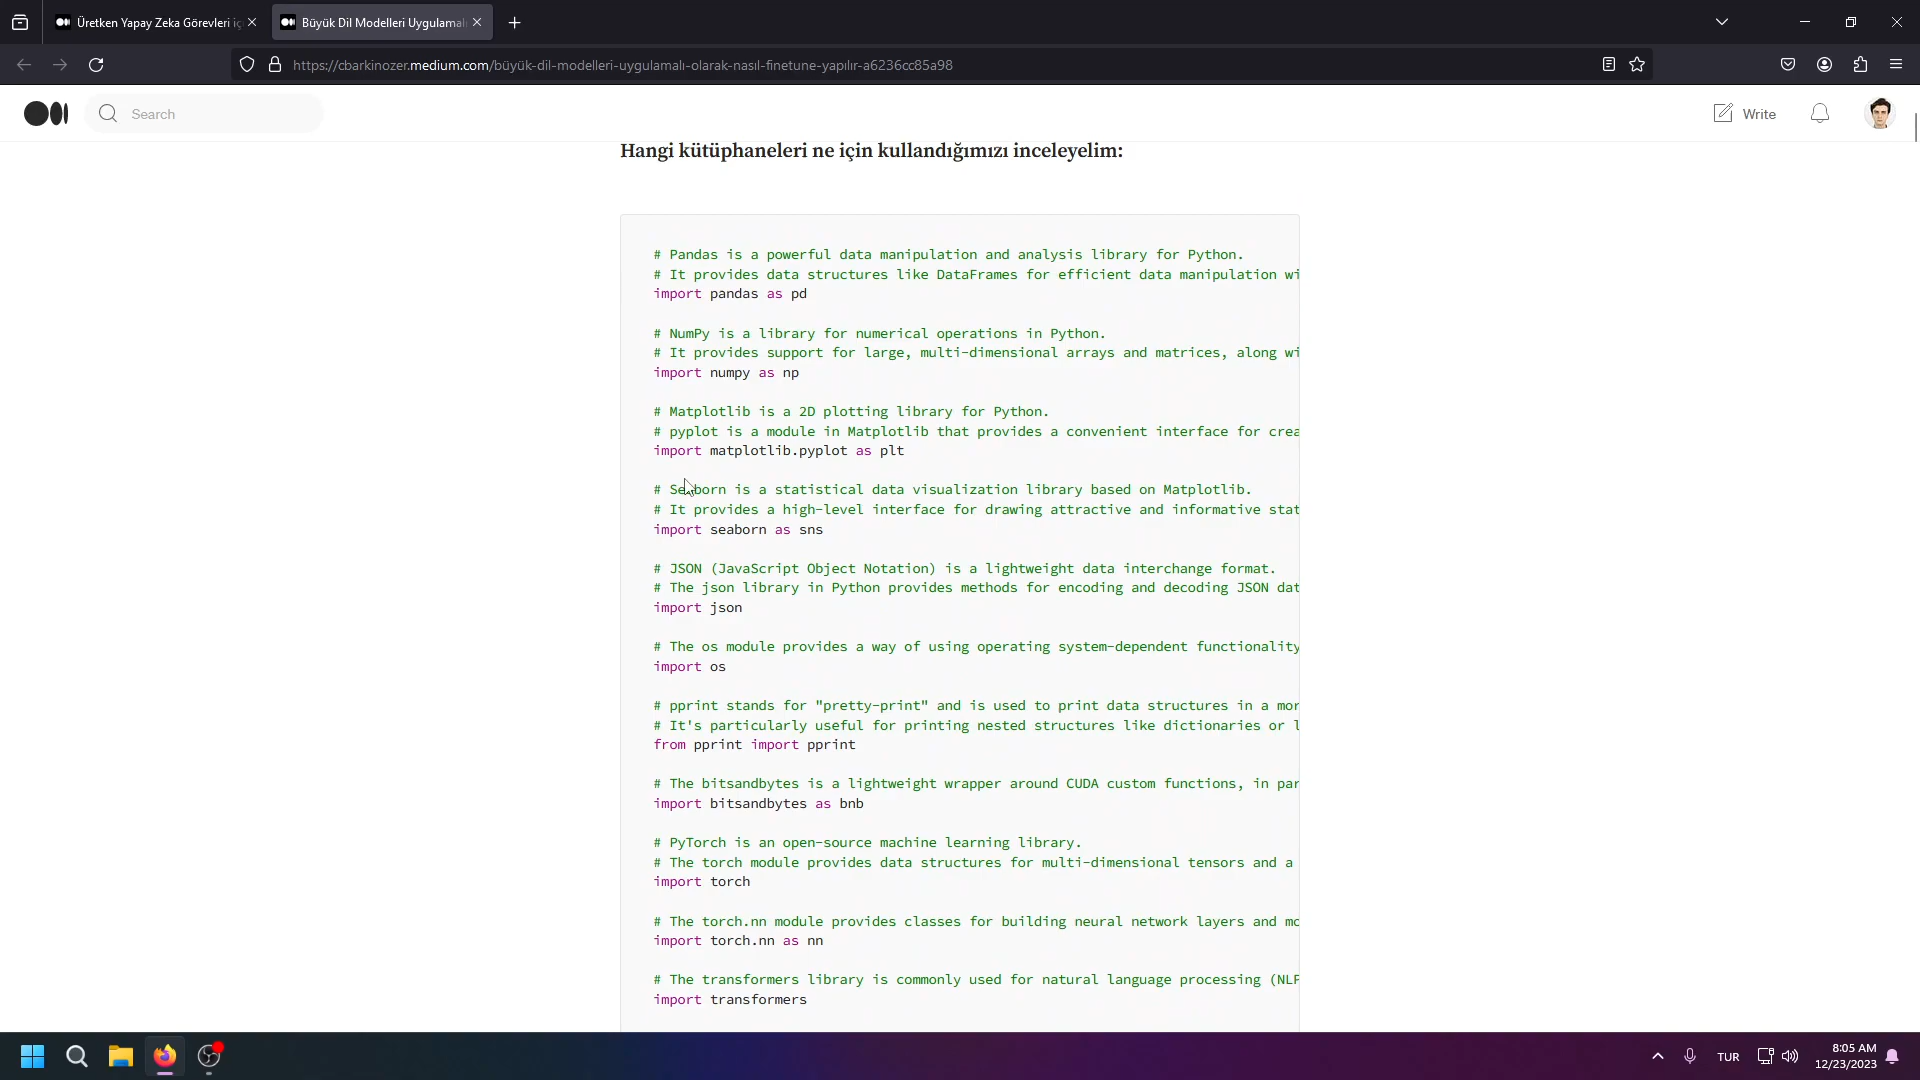 Üretken Yapay Zeka Görevleri iç
Büyük Dil Modelleri Uygulamal
https://cbarkinozer.medium.com/büyük-dil-modelleri-uygulamalı-olarak-nasıl-finetune-yapılır-a6236cc85a98
Search
Write
Hangi kütüphaneleri ne için kullandığımızı inceleyelim:
# Pandas is a powerful data manipulation and analysis library for Python.
# It provides data structures like DataFrames for efficient data manipulation wi
import pandas as pd
# NumPy is a library for numerical operations in Python.
# It provides support for large, multi-dimensional arrays and matrices, along wi
import numpy as np
# Matplotlib is a 2D plotting library for Python.
# pyplot is a module in Matplotlib that provides a convenient interface for crea
import matplotlib.pyplot as plt
# Seaborn is a statistical data visualization library based on Matplotlib.
# It provides a high-level interface for drawing attractive and informative stat
import seaborn as sns
# JSON (JavaScript Object Notation) is a lightweight data interchange format.
# The json library in Python provides methods for encoding and decoding JSON dat
import json
# The os module provides a way of using operating system-dependent functionality
import os
# pprint stands for "pretty-print" and is used to print data structures in a mor
# It's particularly useful for printing nested structures like dictionaries or l
from pprint import pprint
# The bitsandbytes is a lightweight wrapper around CUDA custom functions, in par
import bitsandbytes as bnb
# PyTorch is an open-source machine learning library.
# The torch module provides data structures for multi-dimensional tensors and a
import torch
# The torch.nn module provides classes for building neural network layers and mo
import torch.nn as nn
# The transformers library is commonly used for natural language processing (NLP
import transformers
TUR
8:05 AM
12/23/2023